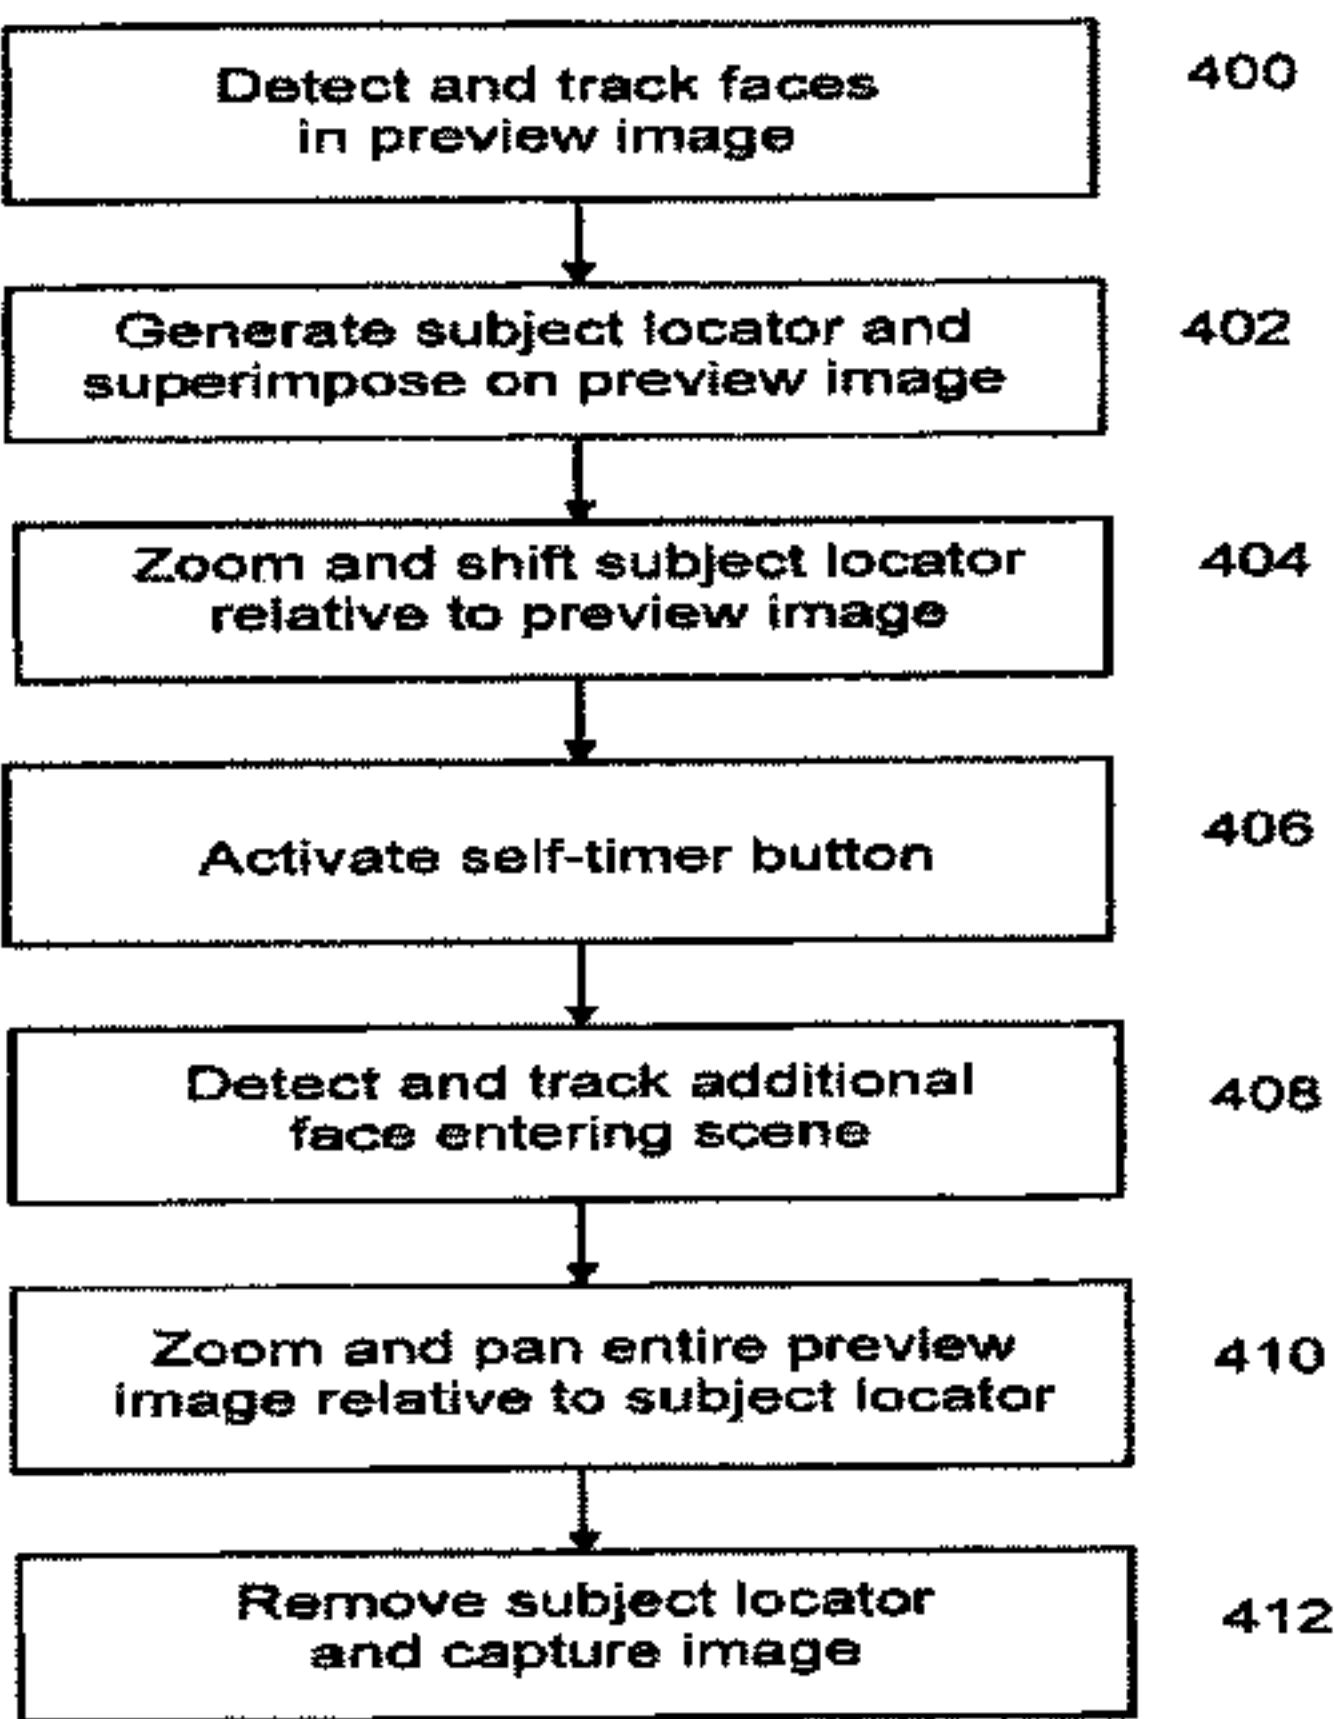 Detect and track faces
in preview image
400
Generate subject locator and
superimpose on preview image
402
Zoom and shift subject locator
relative to preview image
404
Activate self-timer button
406
Detect and track additional
face entering scene
408
Zoom and pan entire preview
image relative to subject locator
410
Remove subject locator
and capture image
412